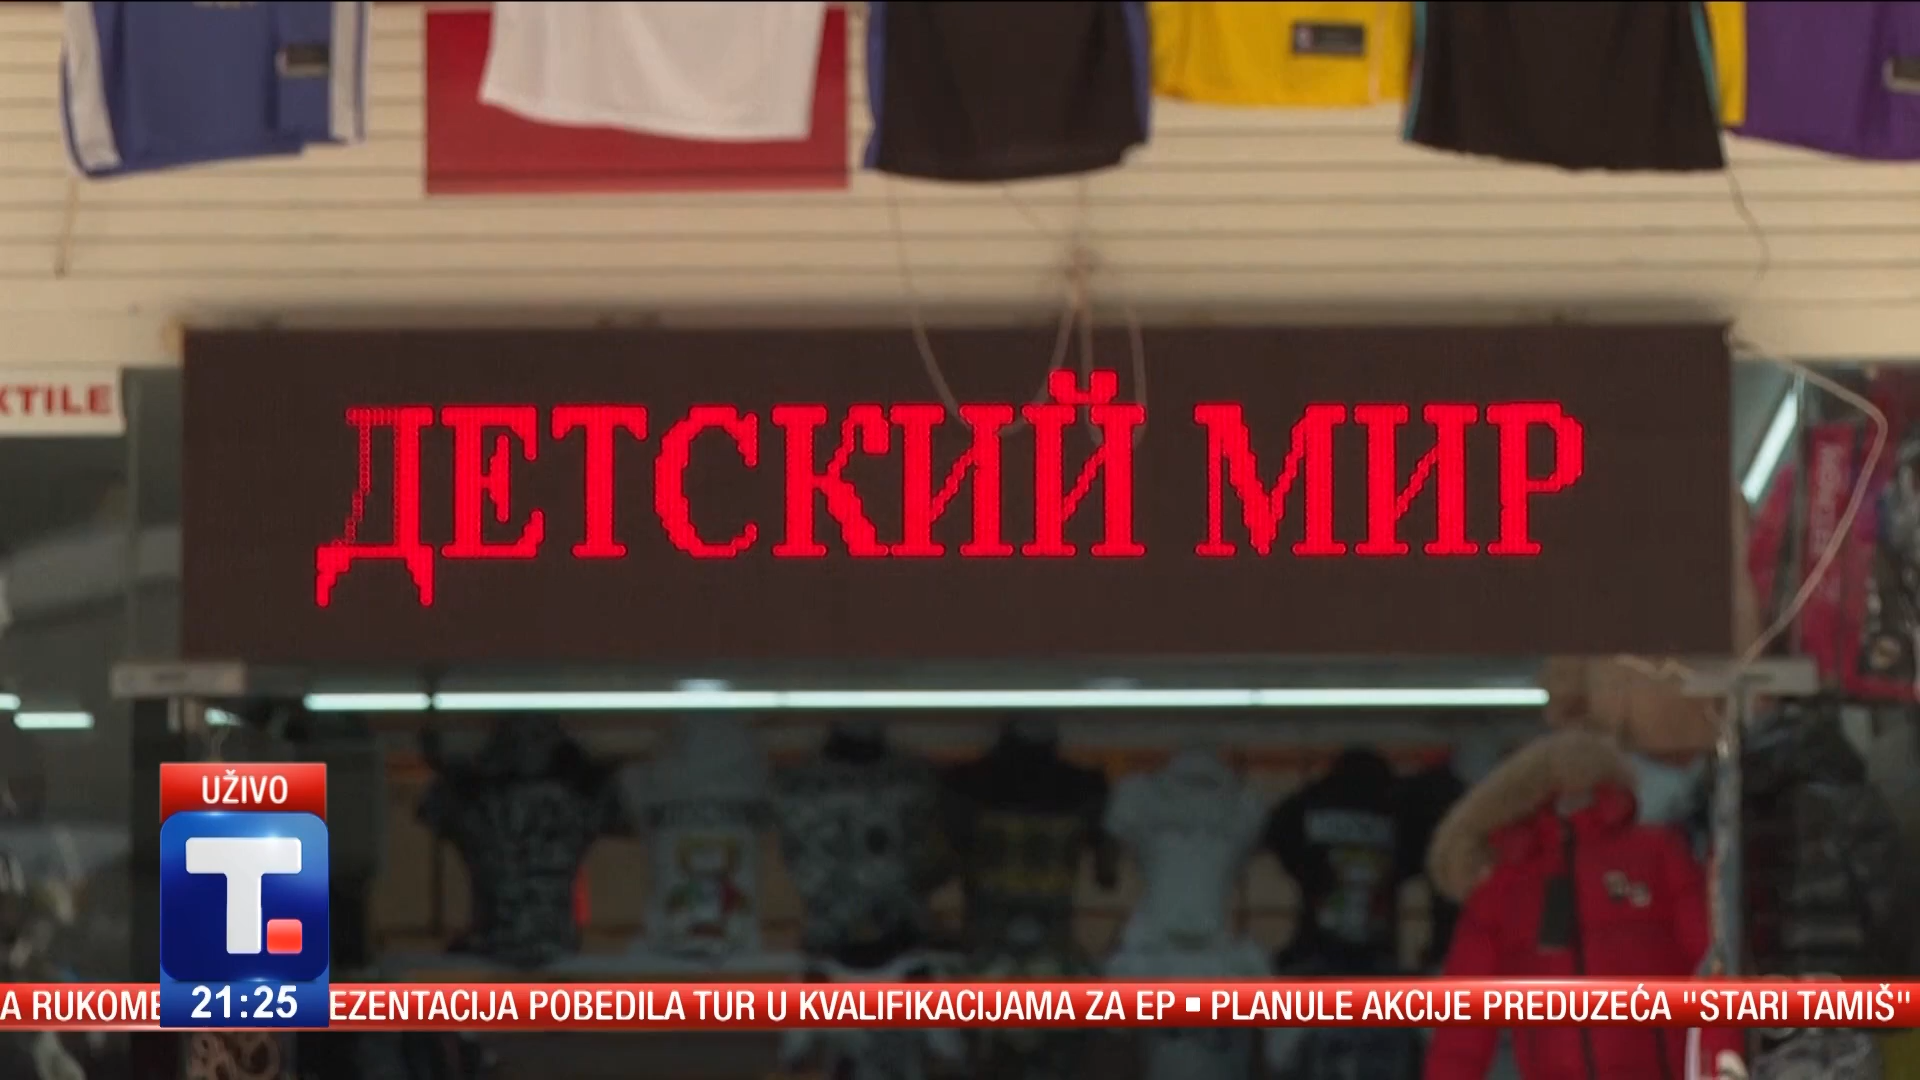 XTILE
ДЕТСКИЙ МИР
UŽIVO
T.
21:25
A RUKOME EZENTACIJA POBEDILA TUR U KVALIFIKACIJAMA ZA EP ▪ PLANULE AKCIJE PREDUZEĆA "STARI TAMIŠ"